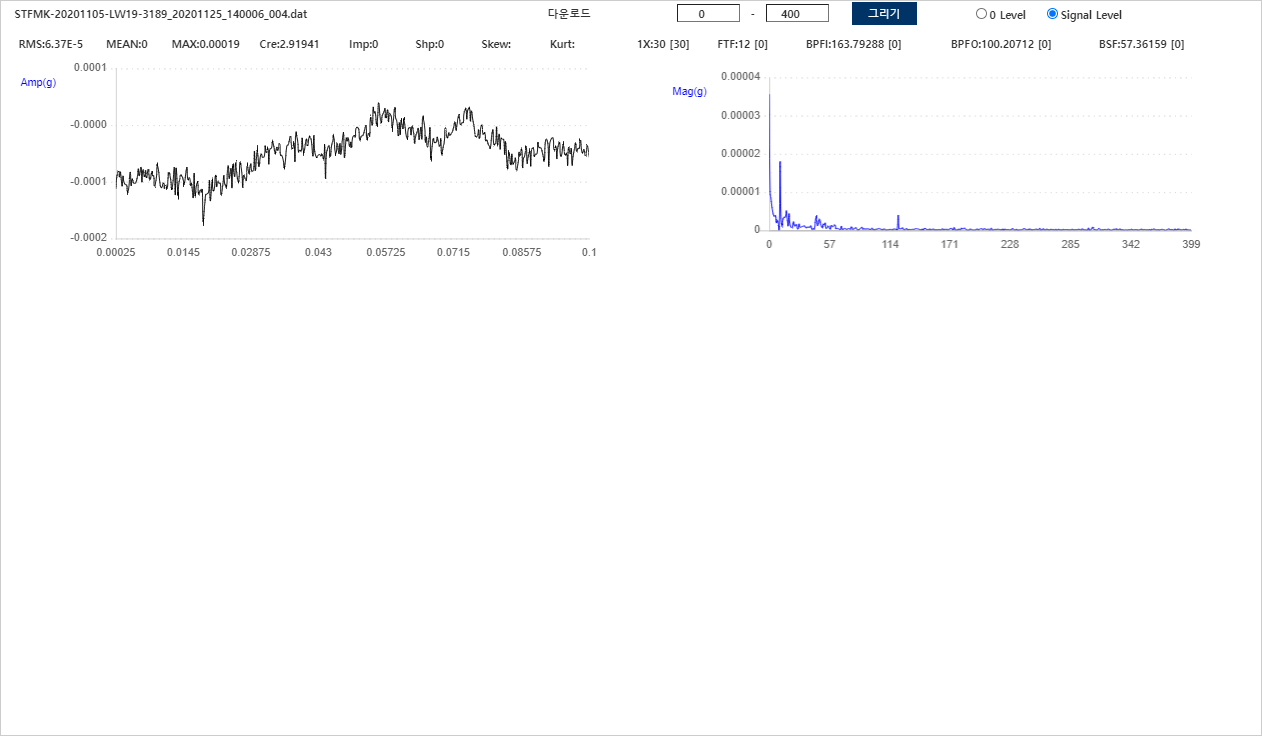 STFMK-20201105-LW19-3189_20201125_140006_004.dat 다운로드 0 - 400 그리기 0 Level Signal Level
RMS:6.37E-5 MEAN:0 MAX:0.00019 Cre:2.91941 Imp:0 Shp:0 Skew: Kurt: 1X:30 [30] FTF:12 [0] BPFI:163.79288 [0] BPFO:100.20712 [0] BSF:57.36159 [0]
Amp(g)
0.0001
-0.0000
-0.0001
-0.0002
0.00025 0.0145 0.02875 0.043 0.05725 0.0715 0.08575 0.1
Mag(g)
0.00004
0.00003
0.00002
0.00001
0
0 57 114 171 228 285 342 399